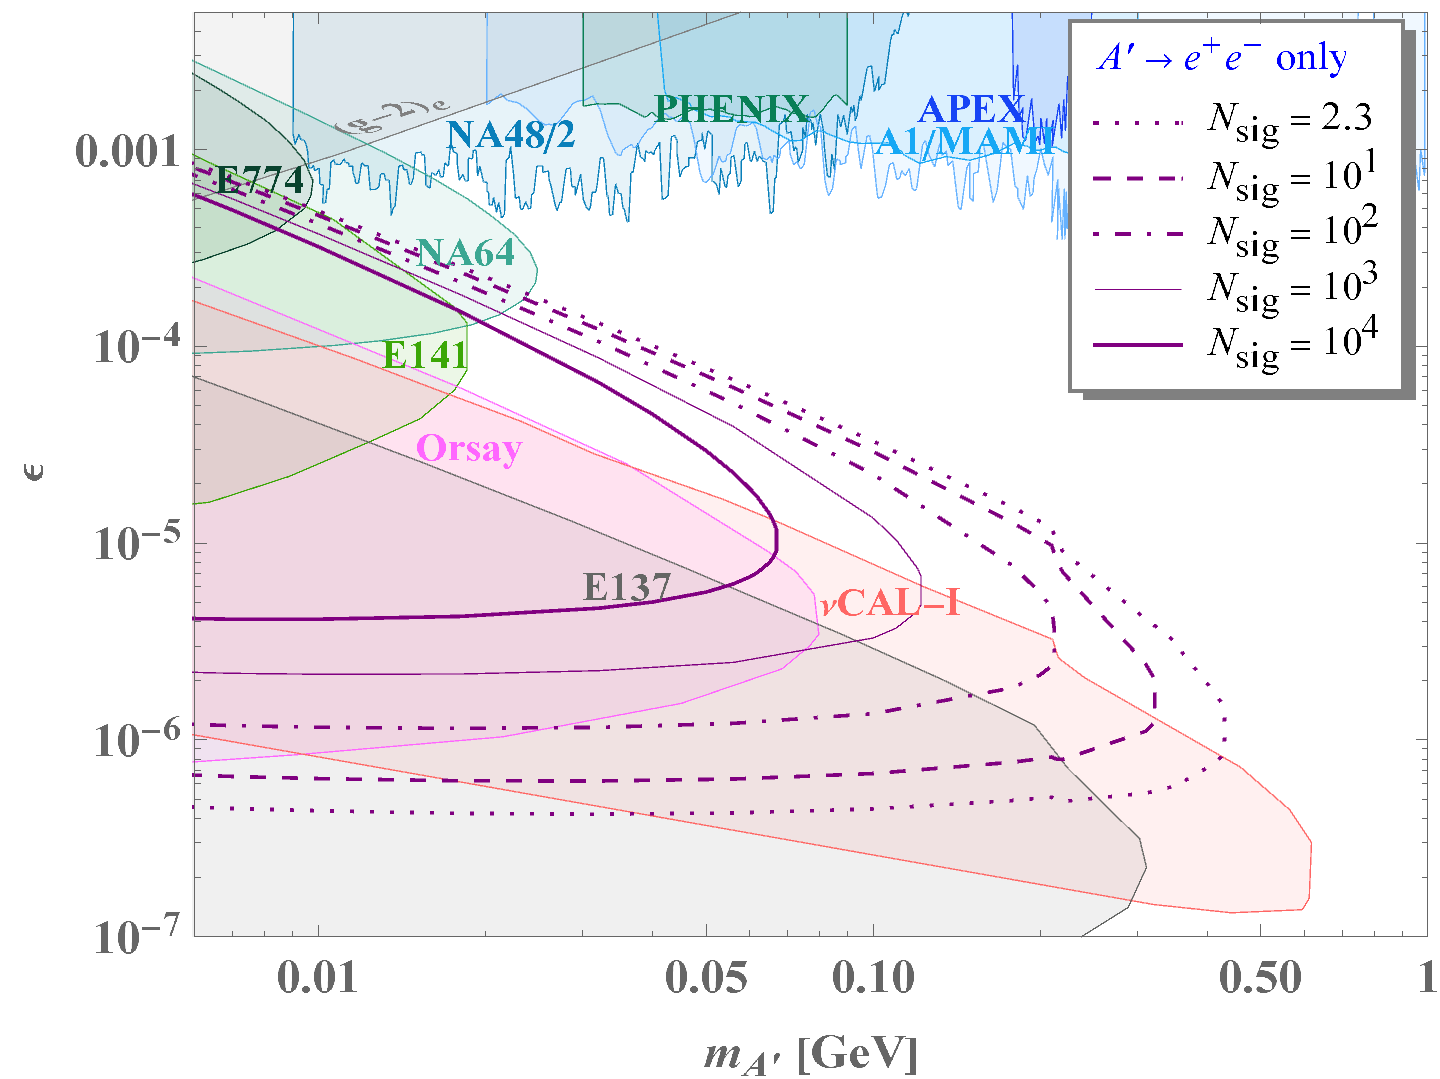 A′ → e⁺ e⁻ only
N_sig = 2.3
N_sig = 10¹
N_sig = 10²
N_sig = 10³
N_sig = 10⁴
(g−2)ₑ
PHENIX
APEX
NA48/2
A1/MAMI
E774
NA64
E141
Orsay
E137
νCAL−I
0.001
10⁻⁴
10⁻⁵
10⁻⁶
10⁻⁷
ϵ
0.01 0.05 0.10 0.50 1
m_A′ [GeV]